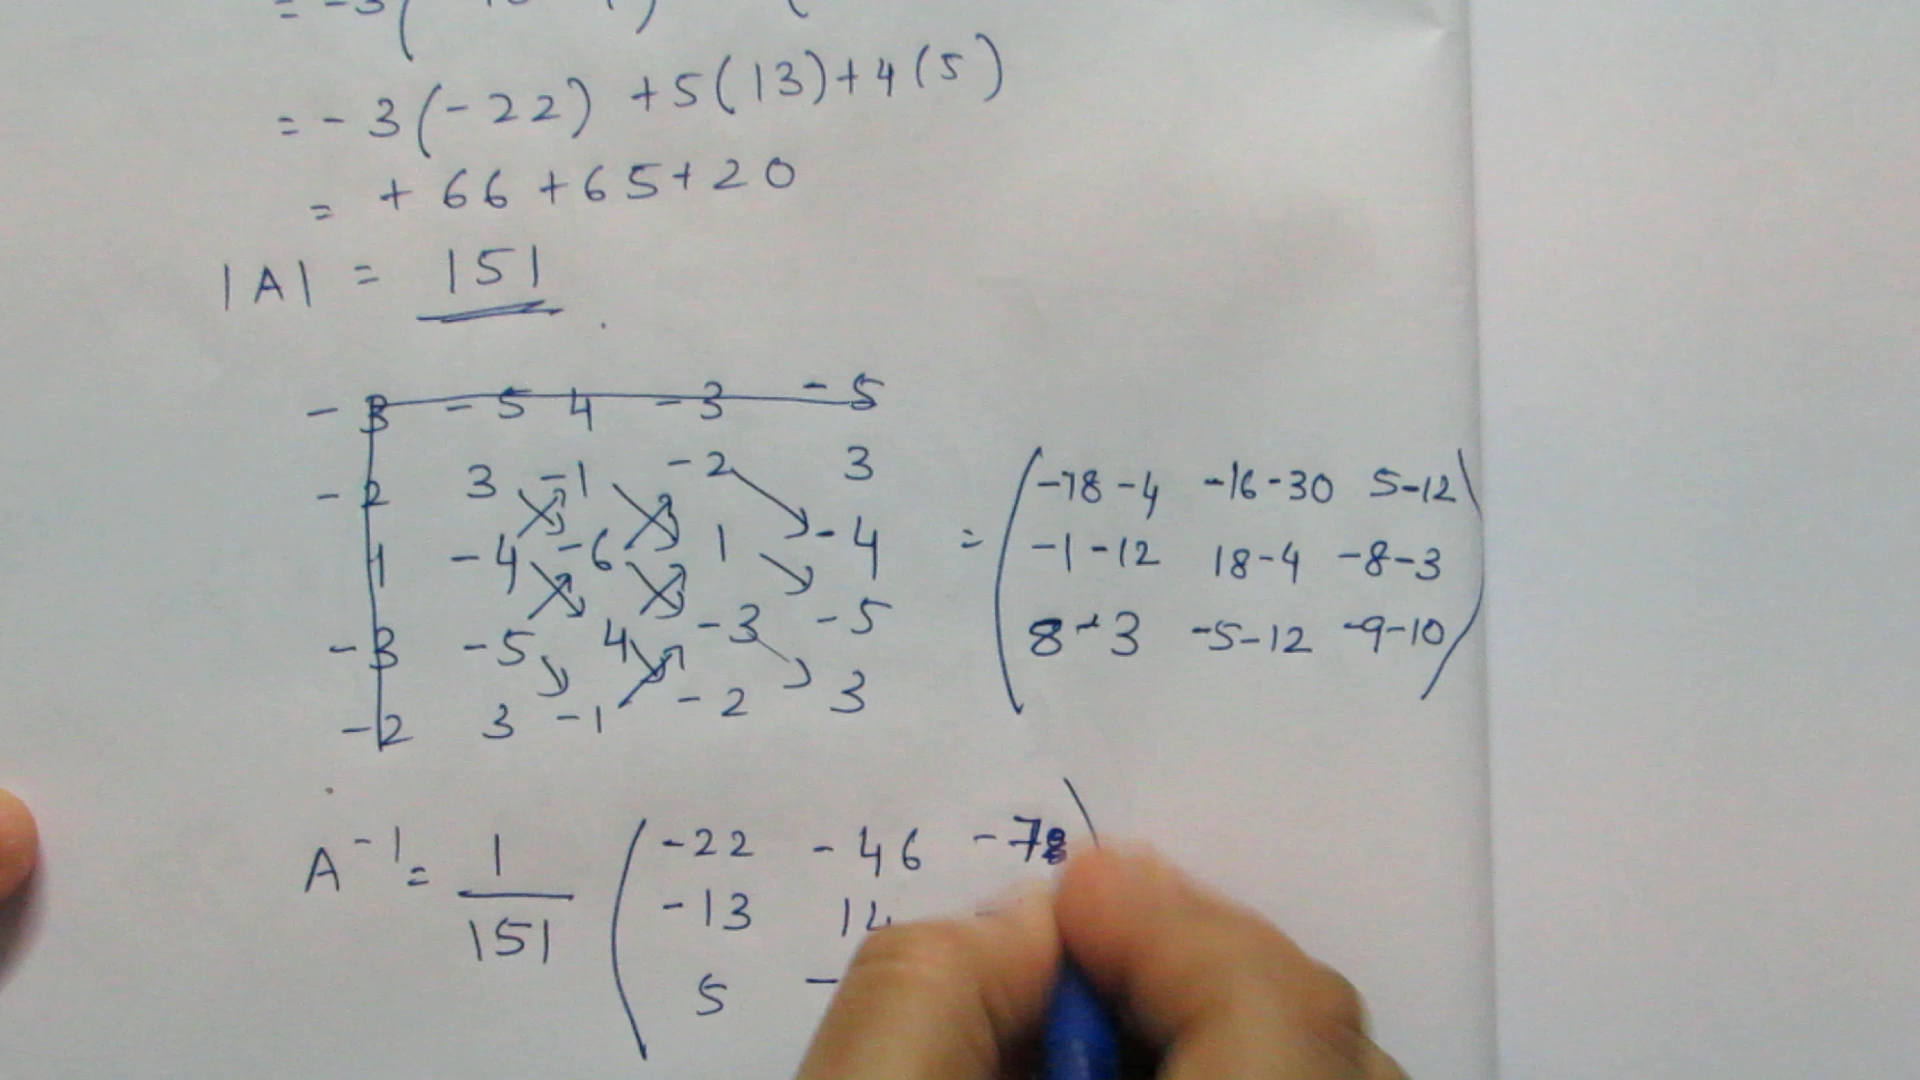 = -3(
= -3(-22) +5(13)+4(5)
= +66+65+20
|A| = 151
-3 -5 4 -3 -5
-2 3 -1 -2 3
1 -4 -6 1 -4
-3 -5 4 -3 -5
-2 3 -1 -2 3
= (-18-4 -16-30 5-12
-1-12 18-4 -8-3
8-3 -5-12 -9-10)
A⁻¹ = 1/151 (-22 -46 -78)
-13 14 -
5 -